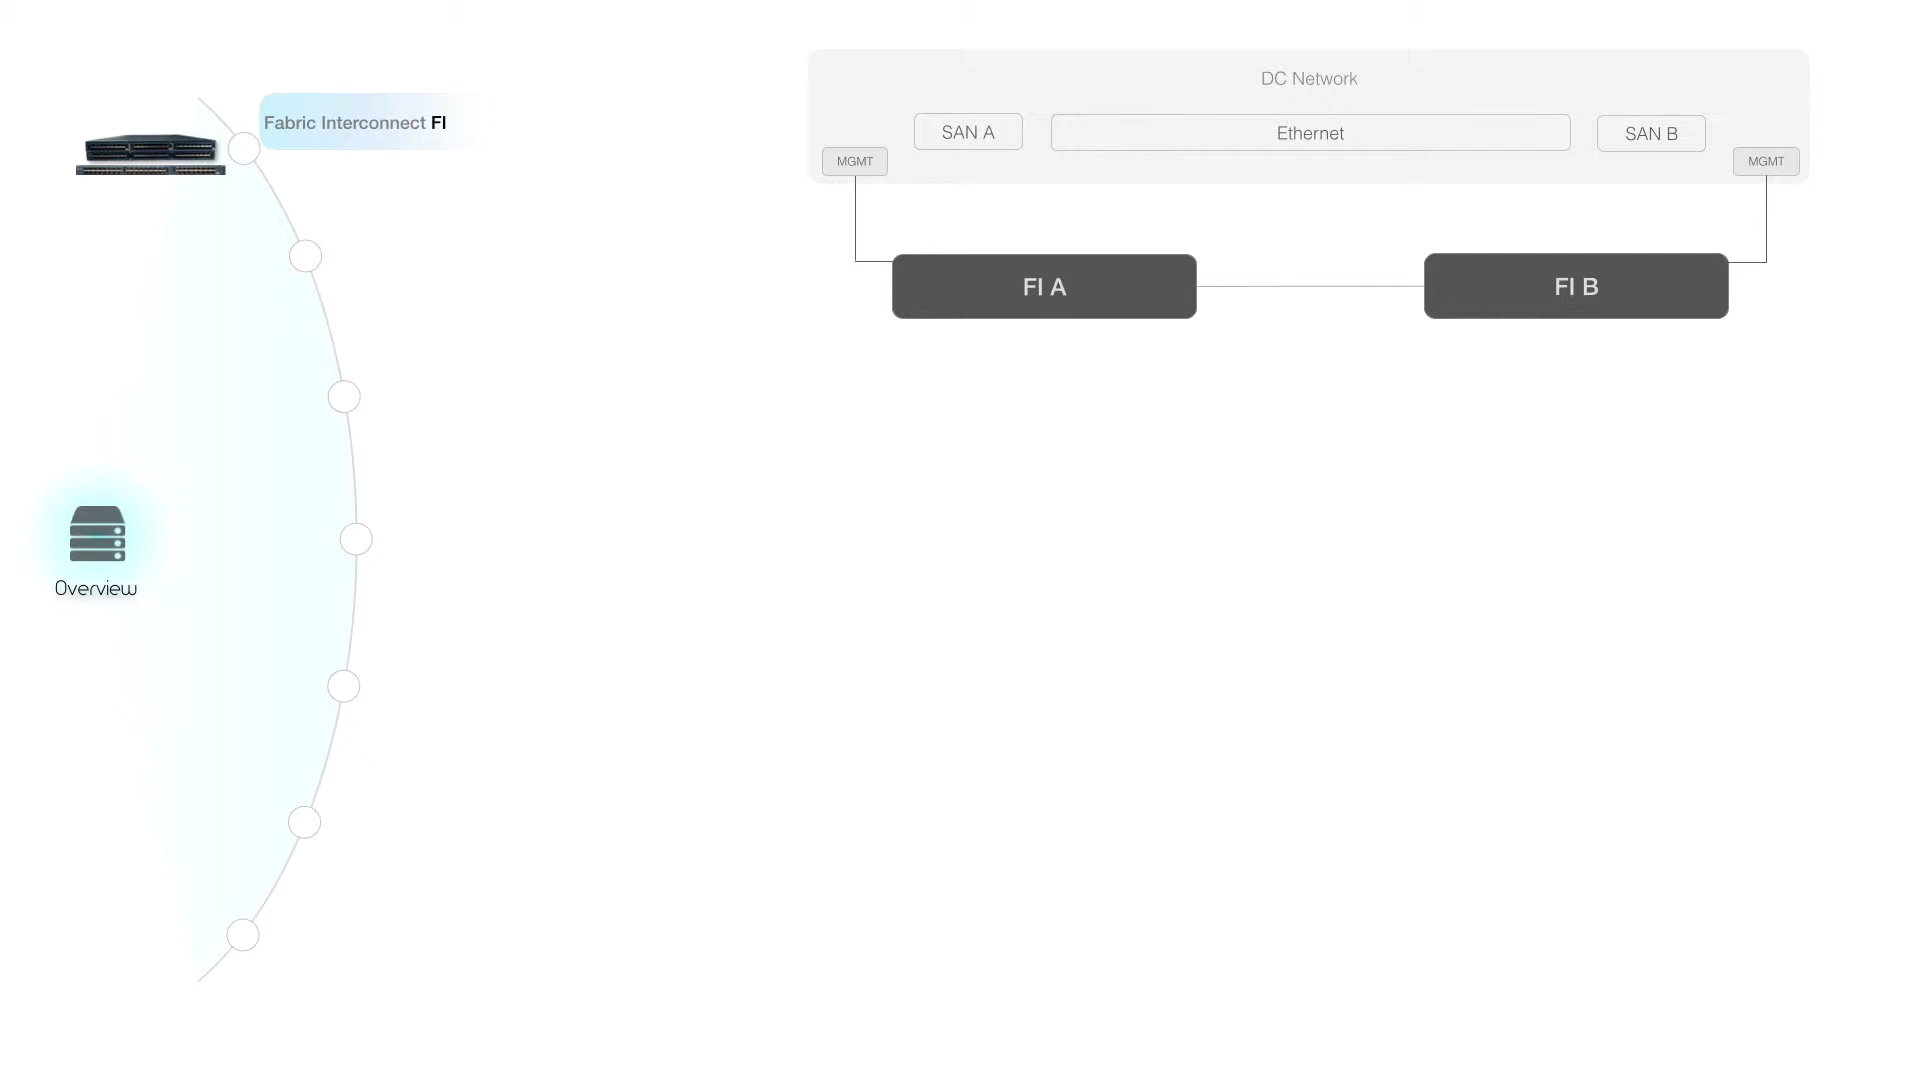 Fabric Interconnect FI
Overview
DC Network
SAN A
Ethernet
SAN B
MGMT
MGMT
FI A
FI B